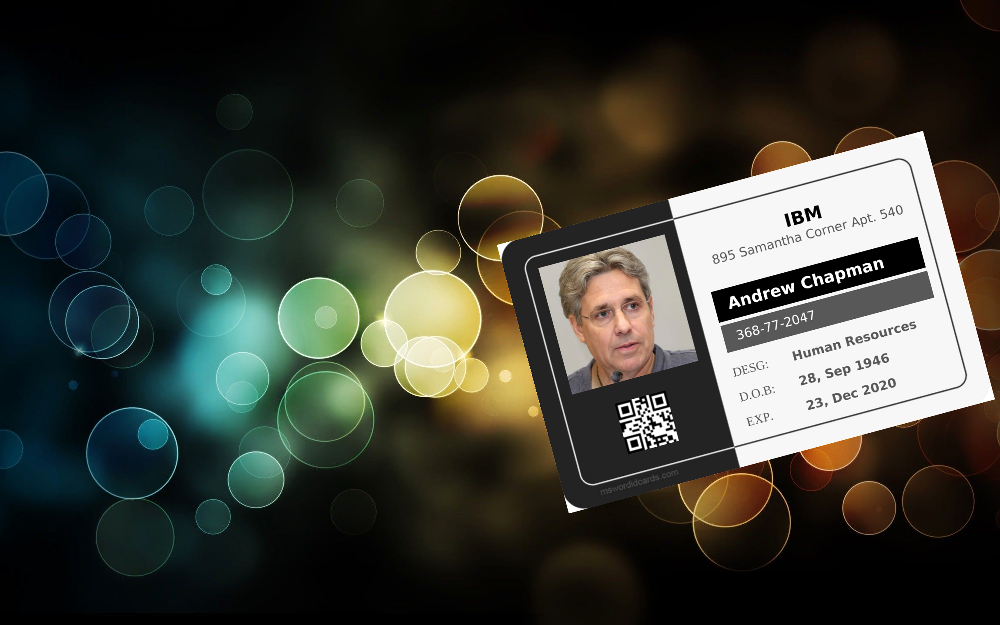 IBM
895 Samantha Corner Apt. 540
Andrew Chapman
368-77-2047
DESG: Human Resources
D.O.B: 28, Sep 1946
EXP. 23, Dec 2020
mswordidcards.com